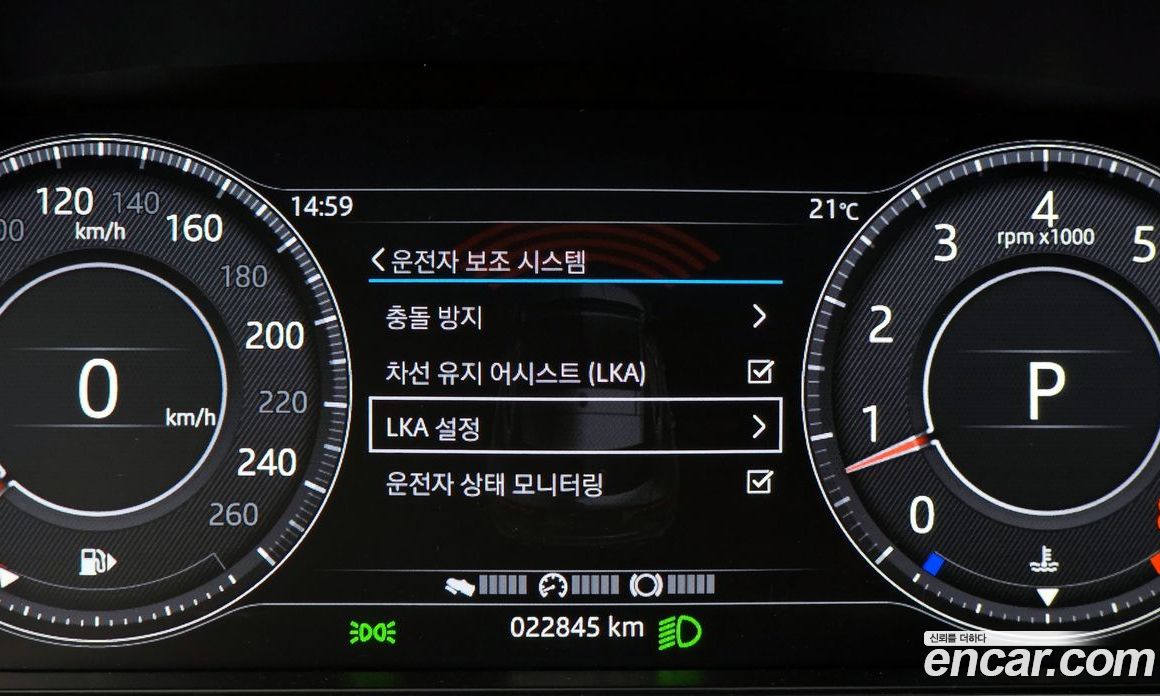 120 140 160
00
km/h
180
200
220
240
260
0
km/h
14:59
21°C
운전자 보조 시스템
충돌 방지
차선 유지 어시스트 (LKA)
LKA 설정
운전자 상태 모니터링
022845 km
4
rpm x1000
3
5
2
1
0
P
신뢰를 더하다
encar.com